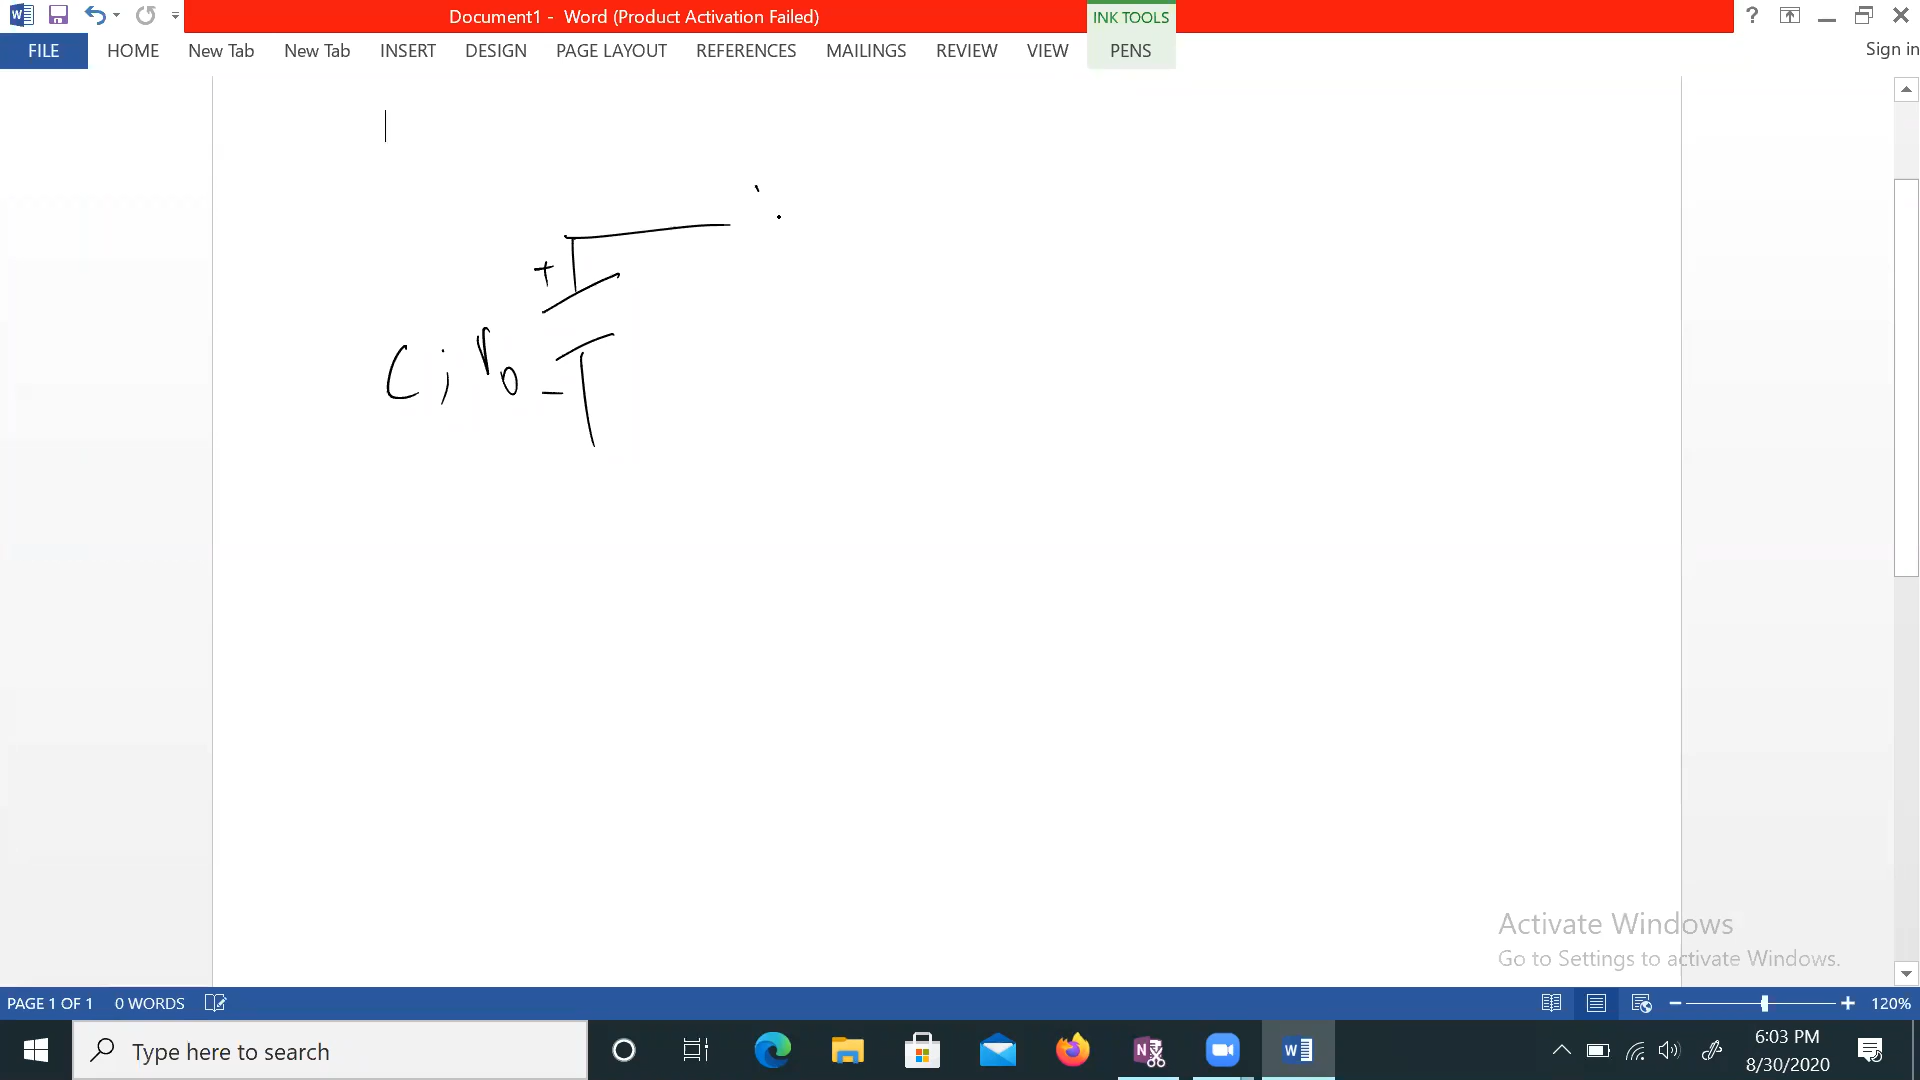 Document1 - Word (Product Activation Failed)
INK TOOLS
? 
FILE HOME New Tab New Tab INSERT DESIGN PAGE LAYOUT REFERENCES MAILINGS REVIEW VIEW PENS
Sign in
+
C ; V0 -
Activate Windows
Go to Settings to activate Windows.
PAGE 1 OF 1 0 WORDS
120%
Type here to search
6:03 PM
8/30/2020